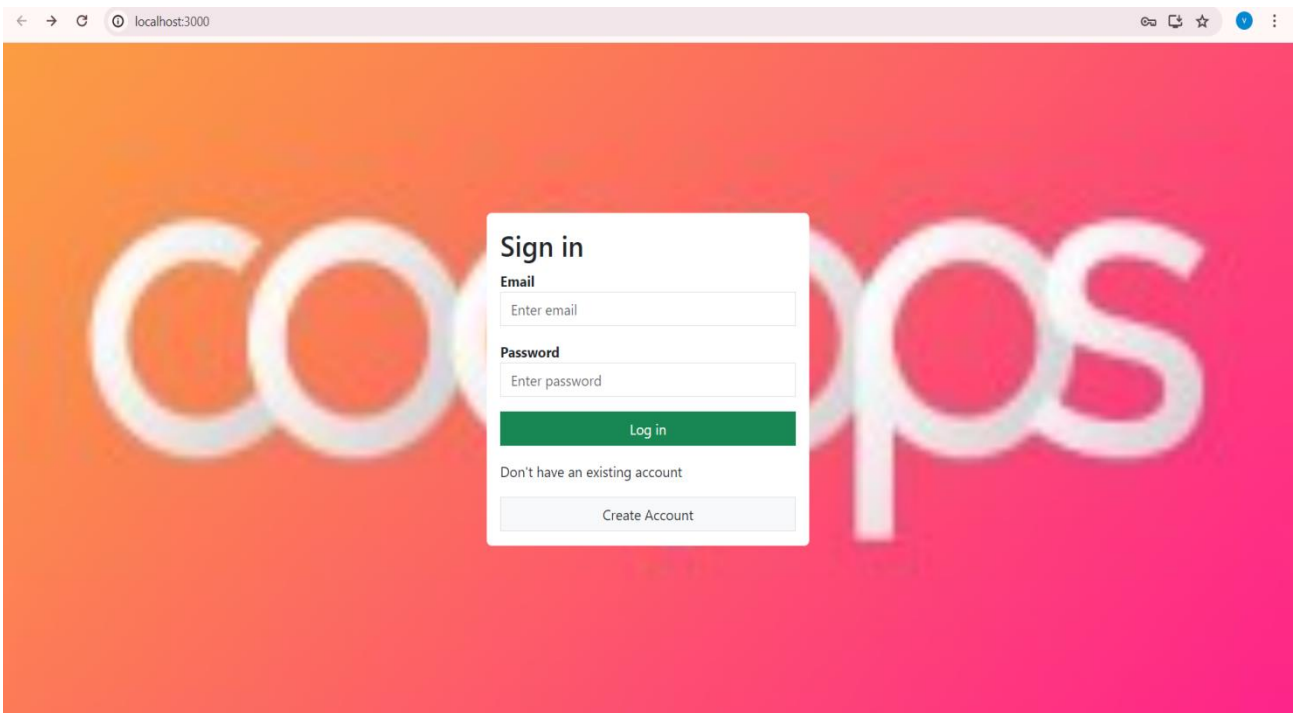 localhost:3000
V
Sign in
Email
Enter email
Password
Enter password
Log in
Don't have an existing account
Create Account